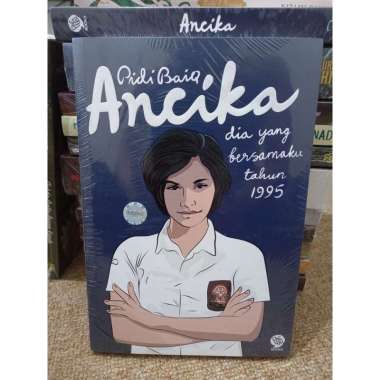 Ancika
Pidi Baiq
Ancika
dia yang
bersamaku
tahun
1995